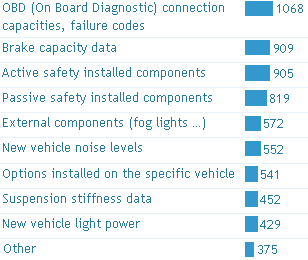 OBD (On Board Diagnostic) connection 1068
capacities, failure codes
Brake capacity data 909
Active safety installed components 905
Passive safety installed components 819
External components (fog lights ...) 572
New vehicle noise levels 552
Options installed on the specific vehicle 541
Suspension stiffness data 452
New vehicle light power 429
Other 375